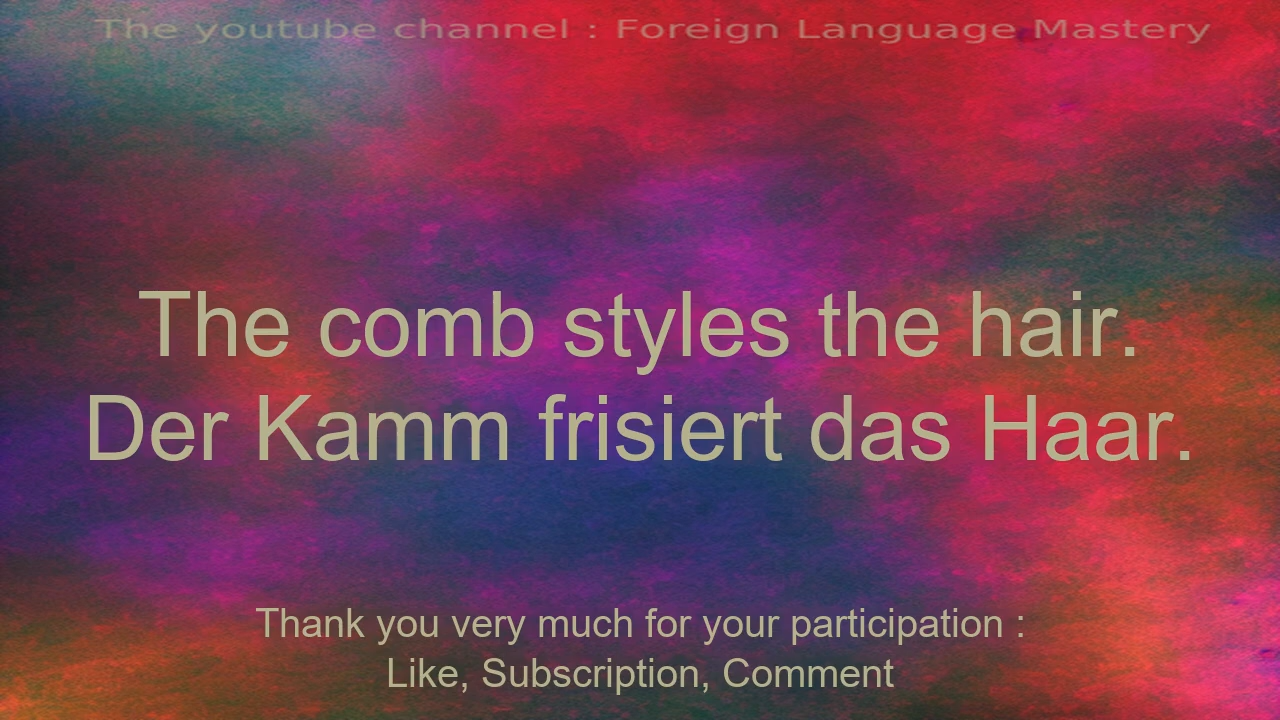 The youtube channel : Foreign Language Mastery
The comb styles the hair.
Der Kamm frisiert das Haar.
Thank you very much for your participation :
Like, Subscription, Comment